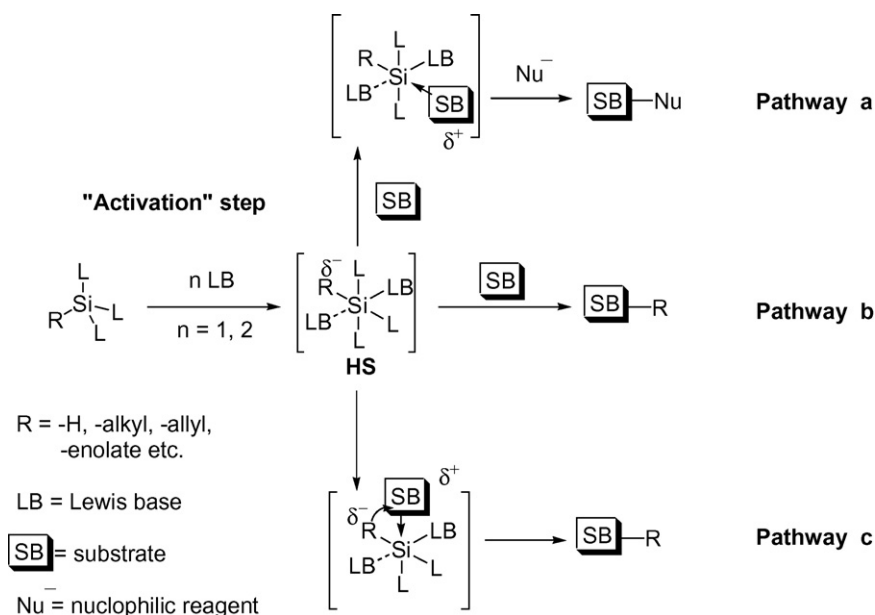 L
R LB
Si
LB SB
L
δ+
Nu−
SB Nu
Pathway a
"Activation" step
SB
L
Si
R L
L
n LB
n = 1, 2
δ− L
R LB
Si
LB L
L
HS
SB
SB R
Pathway b
R = -H, -alkyl, -allyl,
-enolate etc.
LB = Lewis base
SB = substrate
Nu− = nuclophilic reagent
SB δ+
δ−
R LB
Si
LB L
L
SB R
Pathway c